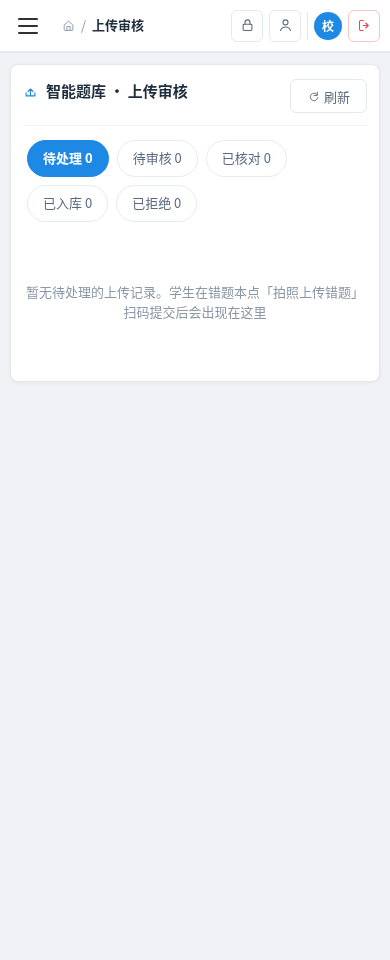 / 上传审核
校
智能题库 · 上传审核
刷新
待处理 0
待审核 0
已核对 0
已入库 0
已拒绝 0
暂无待处理的上传记录。学生在错题本点「拍照上传错题」
扫码提交后会出现在这里